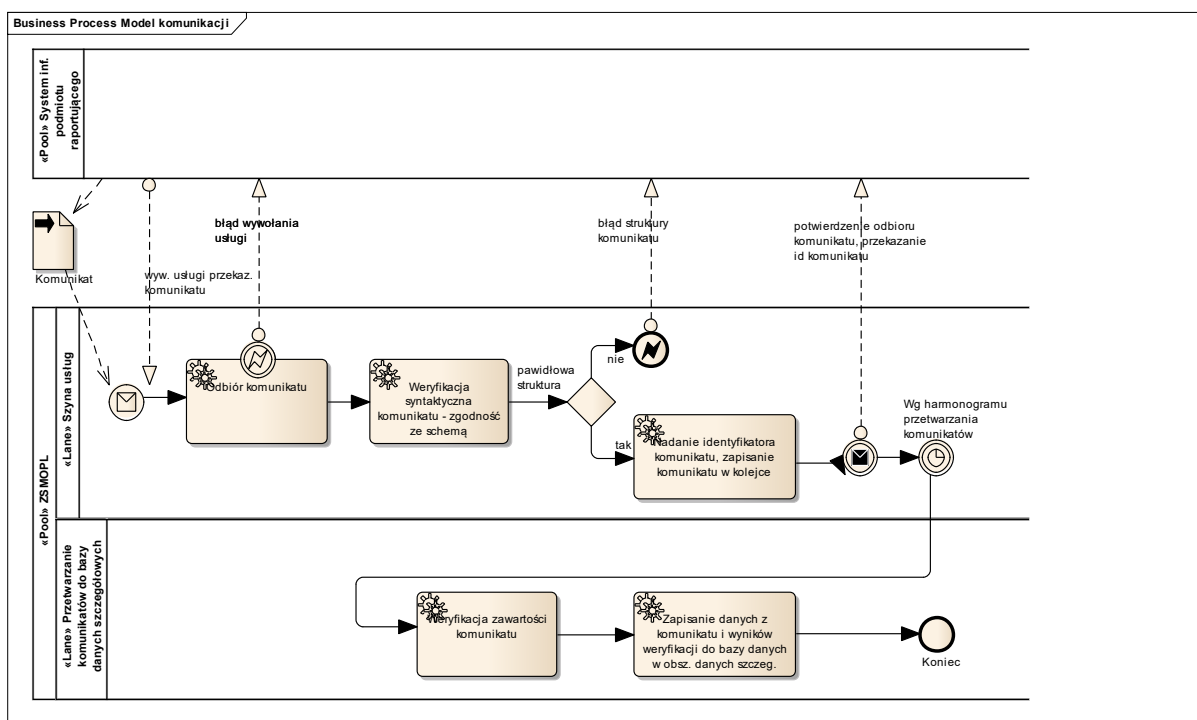 Business Process Model komunikacji
«Pool» System inf.
podmiotu
raportującego
Komunikat
wyw. usługi przekaz.
komunikatu
błąd wywołania
usługi
błąd struktury
komunikatu
potwierdzenie odbioru
komunikatu, przekazanie
id komunikatu
«Pool» ZSMOPL
«Lane» Szyna usług
Odbiór komunikatu
Weryfikacja
syntaktyczna
komunikatu - zgodność
ze schemą
pawidłowa
struktura
nie
tak
Nadanie identyfikatora
komunikatu, zapisanie
komunikatu w kolejce
Wg harmonogramu
przetwarzania
komunikatów
«Lane» Przetwarzanie
komunikatów do bazy
danych szczegółowych
Weryfikacja zawartości
komunikatu
Zapisanie danych z
komunikatu i wyników
weryfikacji do bazy danych
w obsz. danych szczeg.
Koniec